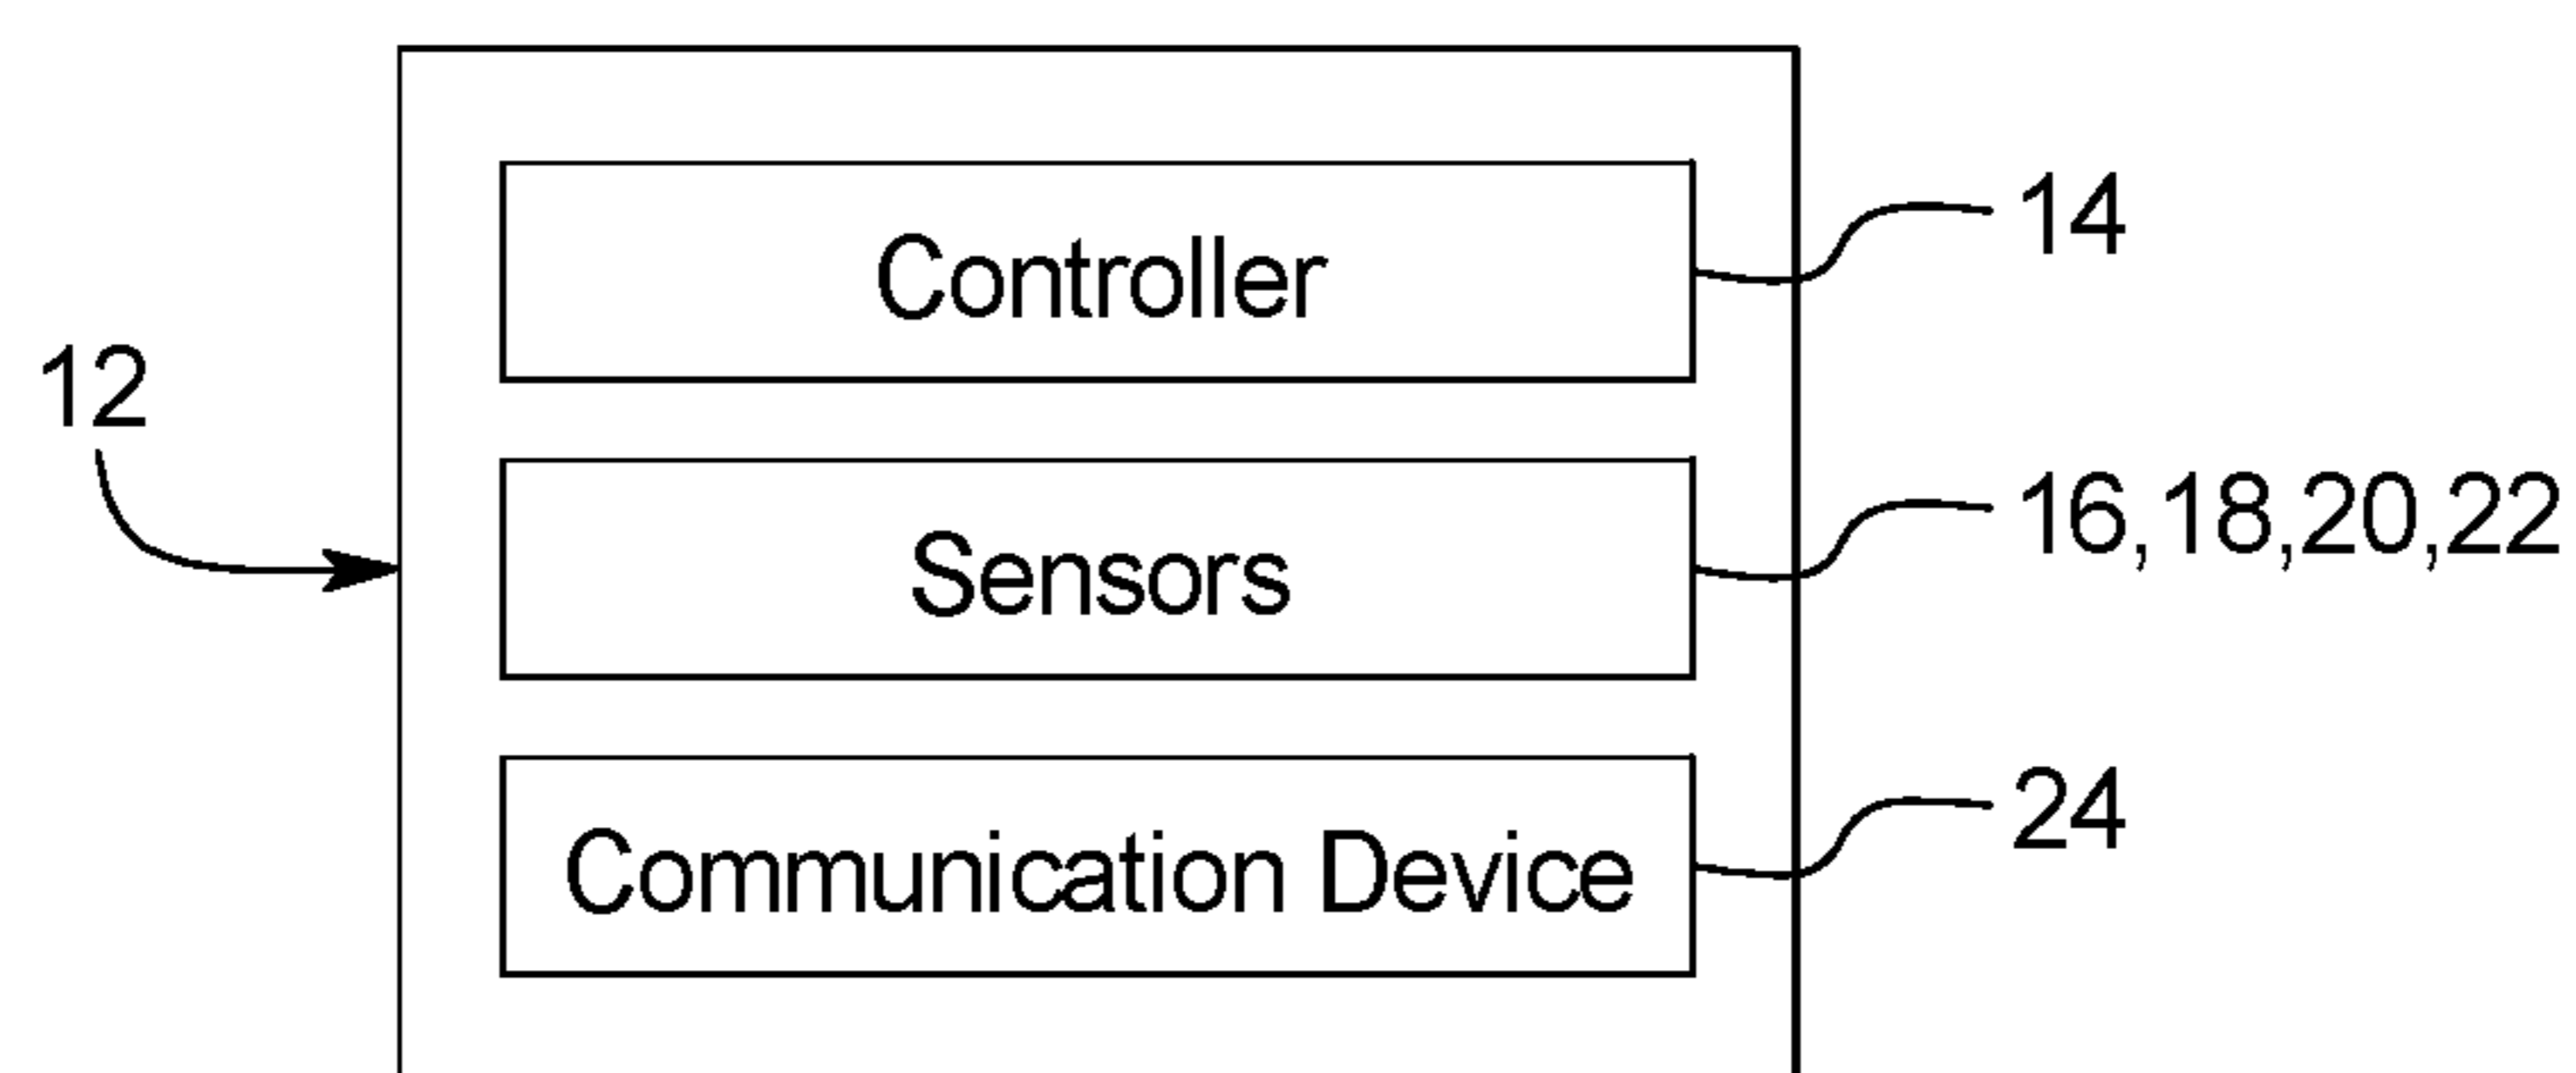 Controller
14
12
Sensors
16,18,20,22
Communication Device
24